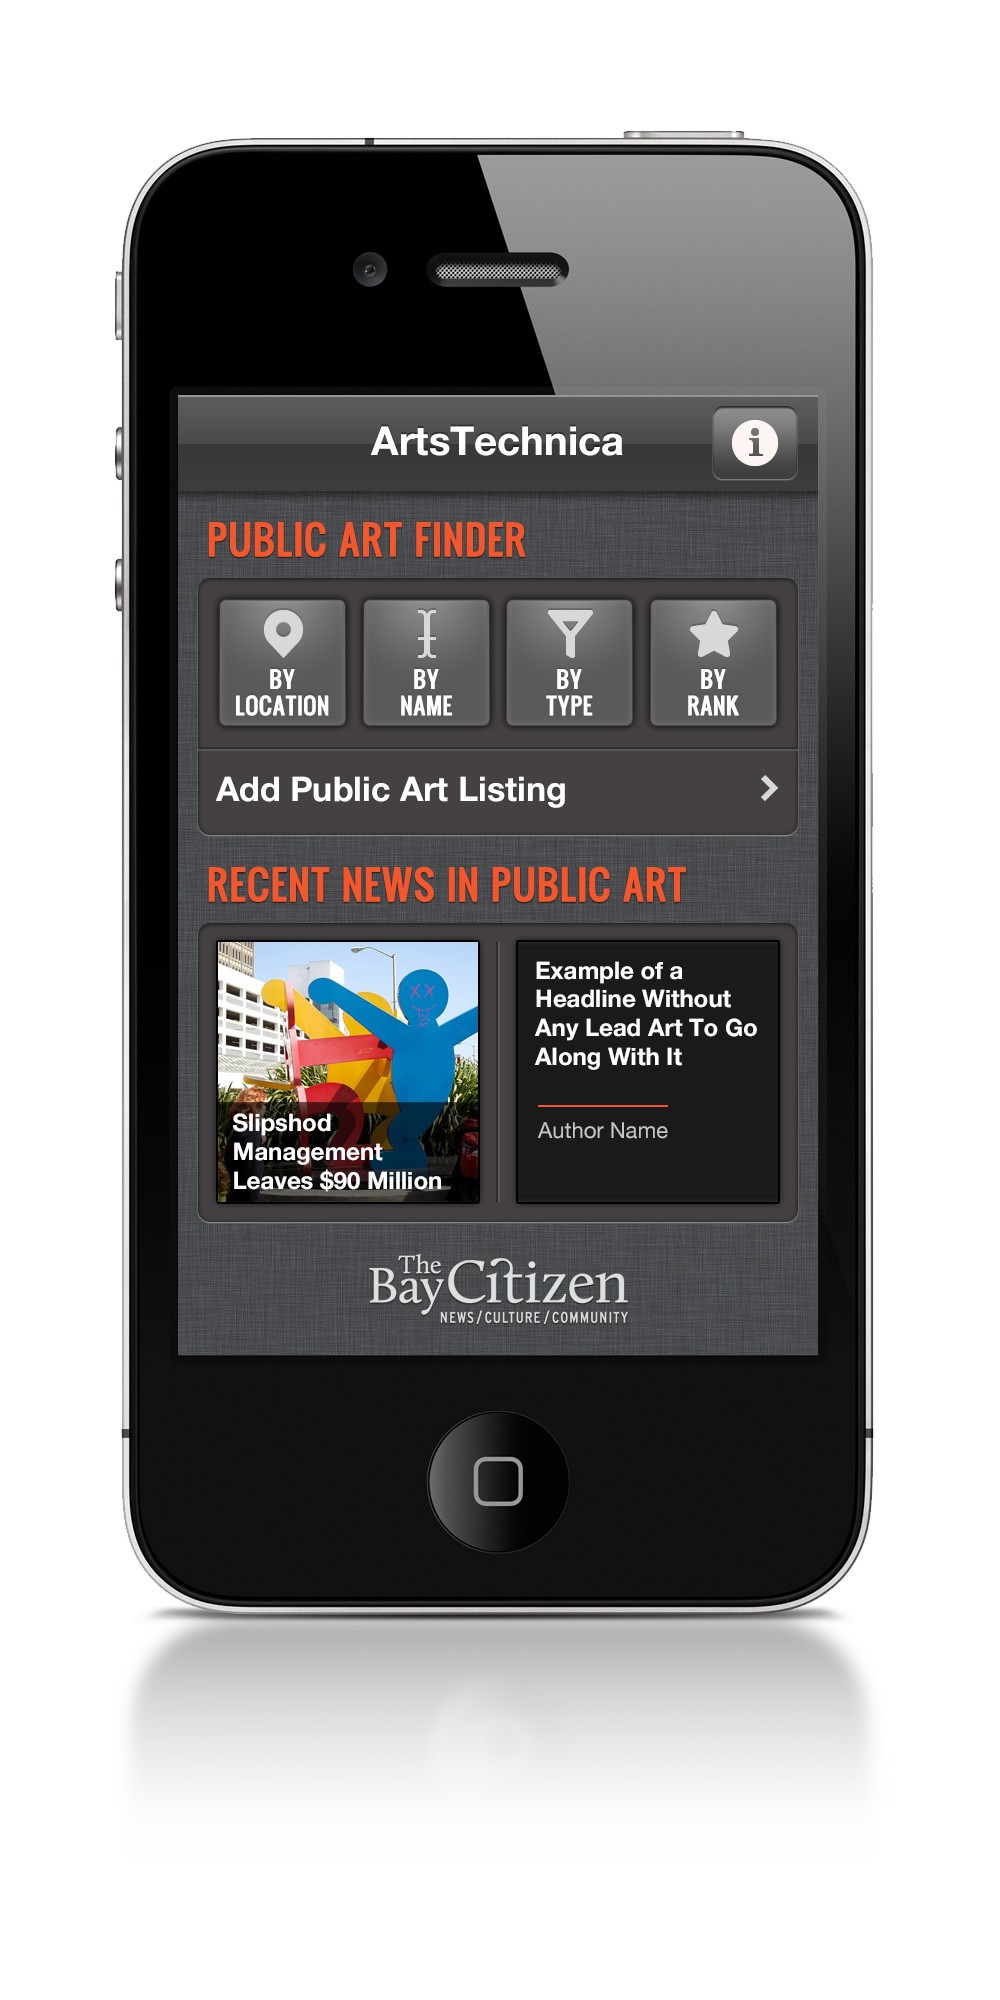 ArtsTechnica
i
PUBLIC ART FINDER
BY
LOCATION
BY
NAME
BY
TYPE
BY
RANK
Add Public Art Listing
RECENT NEWS IN PUBLIC ART
Slipshod
Management
Leaves $90 Million
Example of a
Headline Without
Any Lead Art To Go
Along With It
Author Name
The
Bay Citizen
NEWS/CULTURE/COMMUNITY